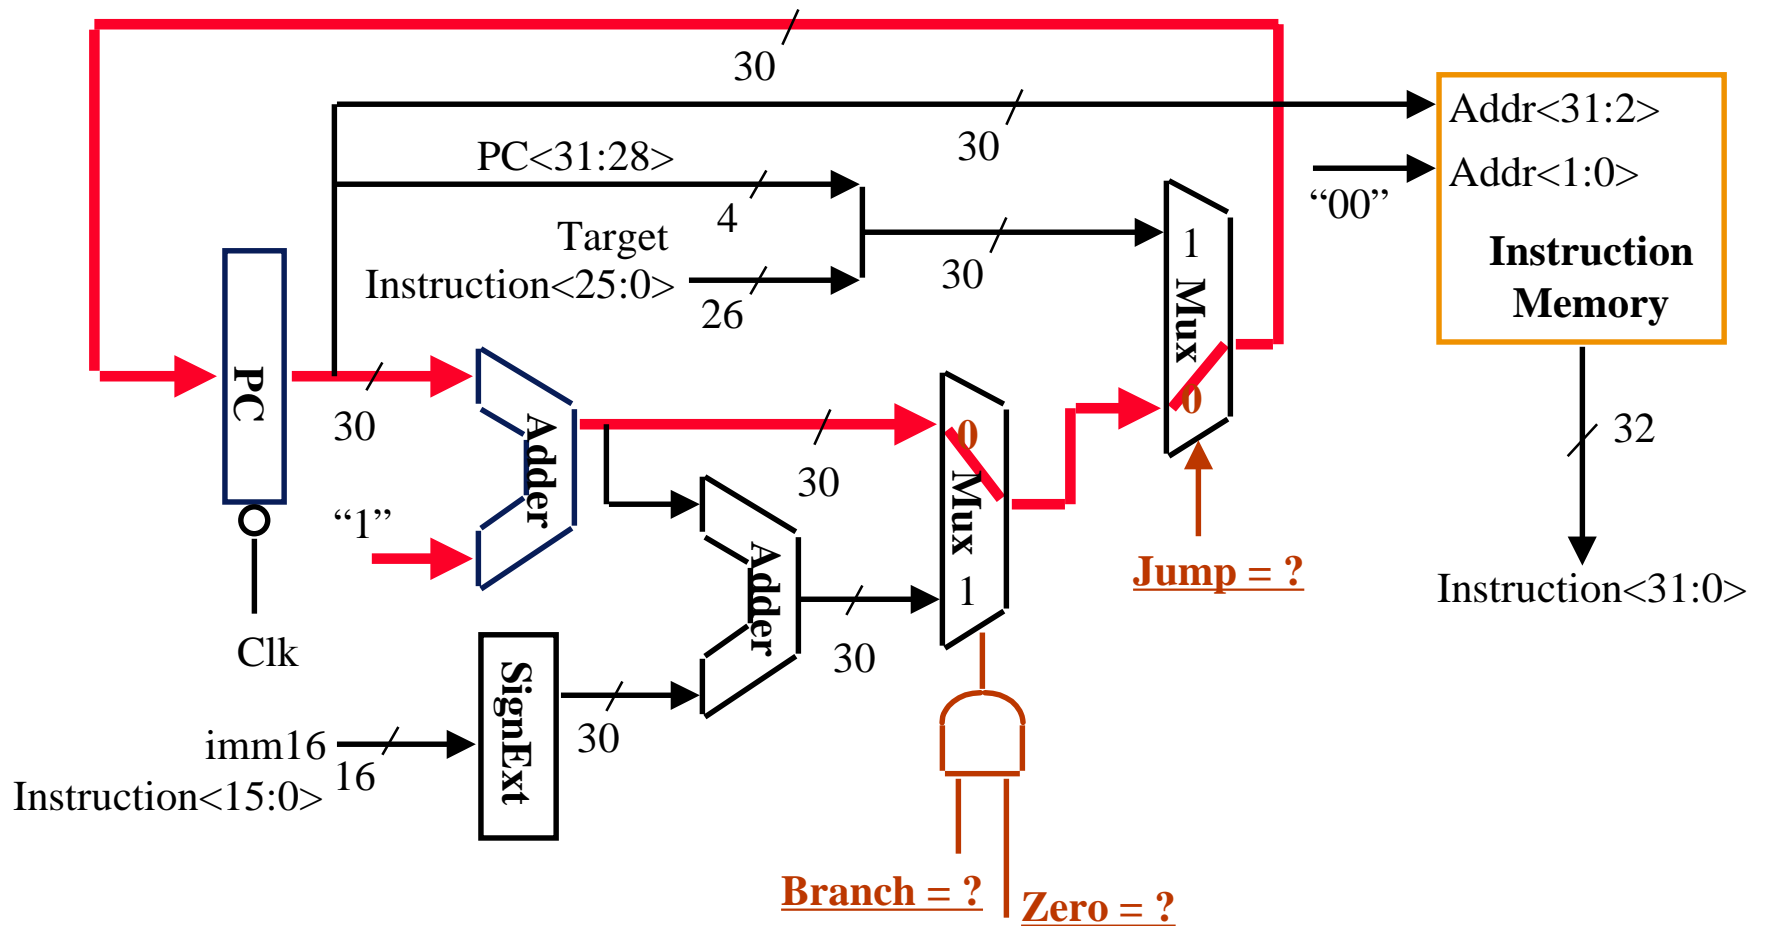 30
Addr<31:2>
30
PC<31:28>
Addr<1:0>
“00”
4
Target
1
Instruction<25:0>
30
26
Instruction
Memory
Mux
0
PC
30
Adder
0
30
32
“1”
Mux
Adder
1
Jump = ?
Instruction<31:0>
Clk
30
SignExt
30
imm16
16
Instruction<15:0>
Branch = ?
Zero = ?